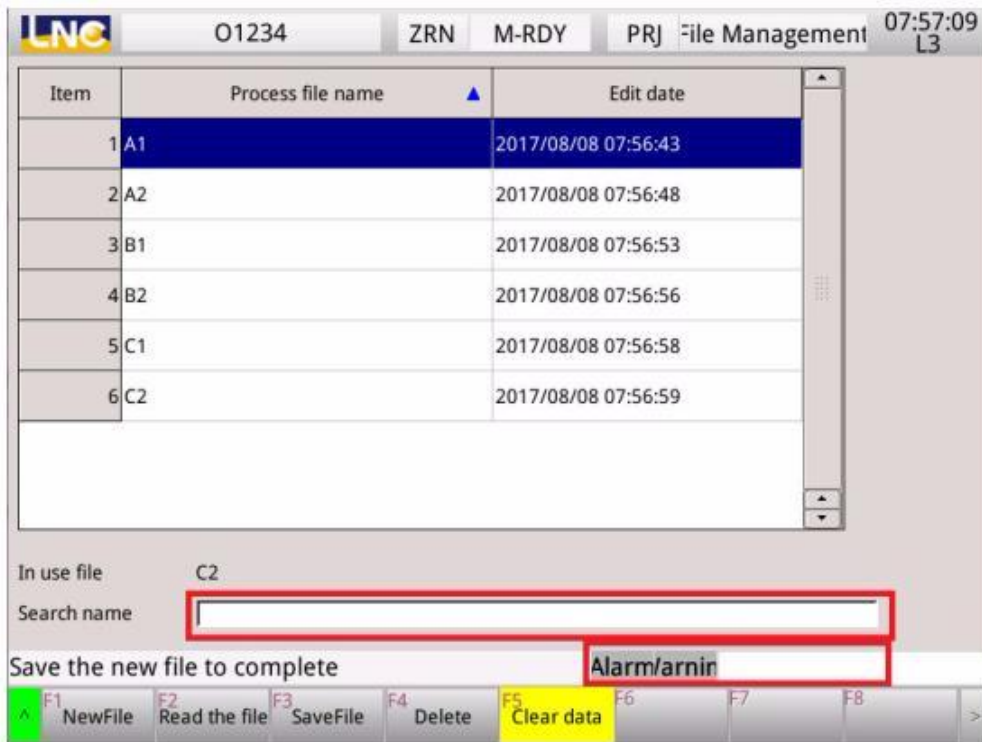 LNC O1234 ZRN M-RDY PRJ File Management 07:57:09
L3
Item Process file name ▲ Edit date
1 A1 2017/08/08 07:56:43
2 A2 2017/08/08 07:56:48
3 B1 2017/08/08 07:56:53
4 B2 2017/08/08 07:56:56
5 C1 2017/08/08 07:56:58
6 C2 2017/08/08 07:56:59
In use file C2
Search name
Save the new file to complete Alarm/arnin
F1 F2 F3 F4 F5 F6 F7 F8
^ NewFile Read the file SaveFile Delete Clear data >